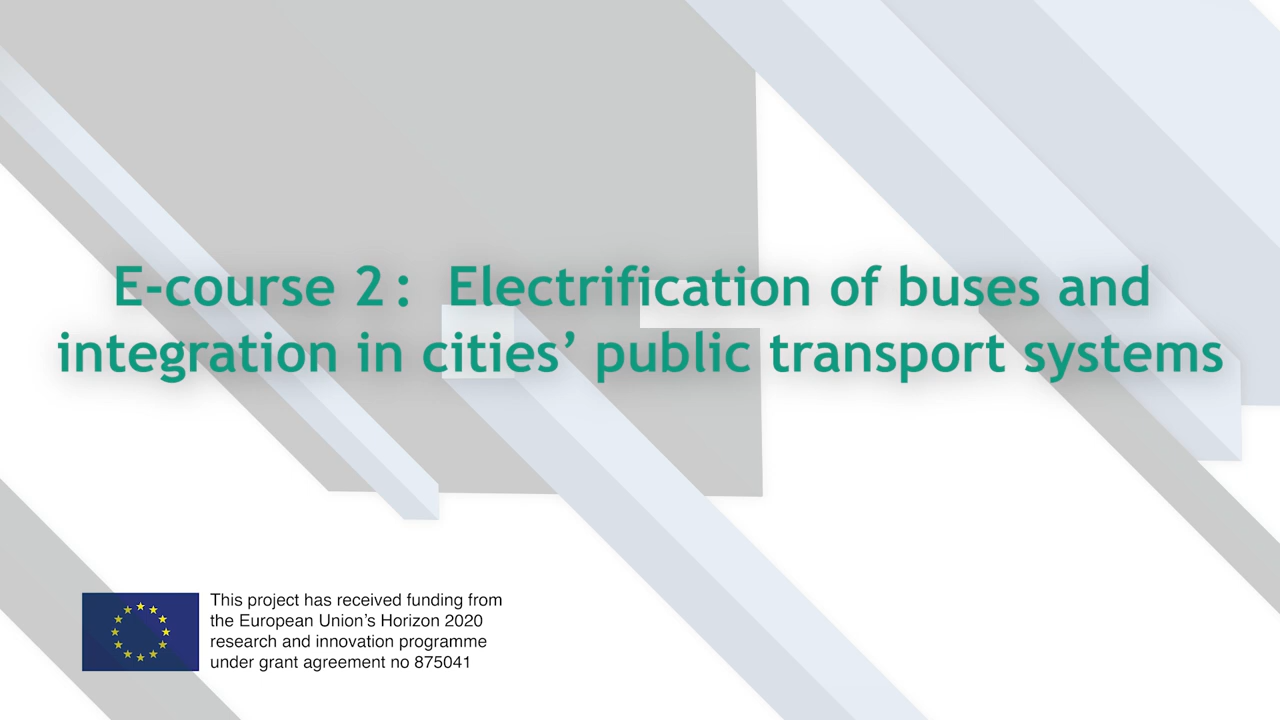 E-course 2 : Electrification of buses and
integration in cities’ public transport systems
This project has received funding from
the European Union’s Horizon 2020
research and innovation programme
under grant agreement no 875041